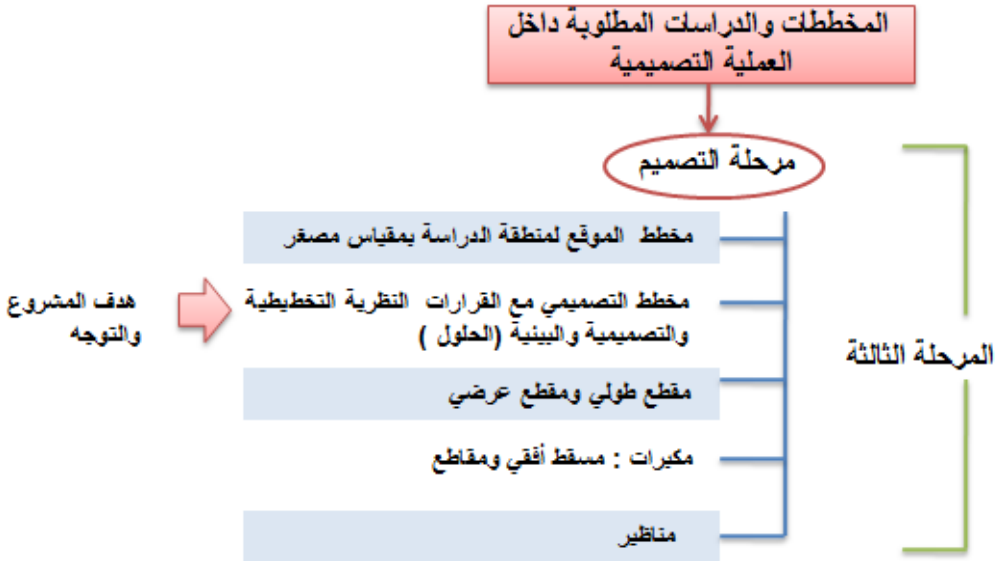 المخططات والدراسات المطلوبة داخل
العملية التصميمية
مرحلة التصميم
مخطط الموقع لمنطقة الدراسة بمقياس مصغر
مخطط التصميمي مع القرارات النظرية التخطيطية
والتصميمية والبيئية (الحلول )
هدف المشروع
والتوجه
المرحلة الثالثة
مقطع طولي ومقطع عرضي
مكبرات : مسقط أفقي ومقاطع
مناظير